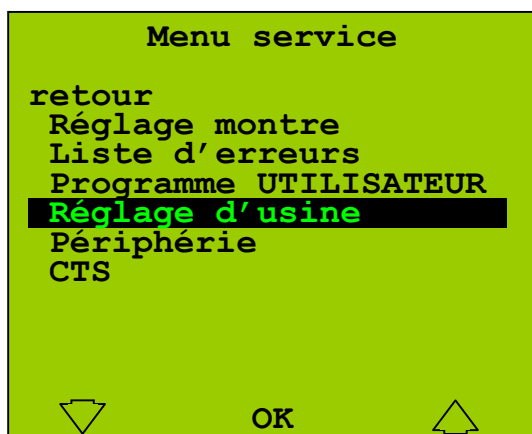 Menu service
retour
Réglage montre
Liste d’erreurs
Programme UTILISATEUR
Réglage d’usine
Périphérie
CTS
OK